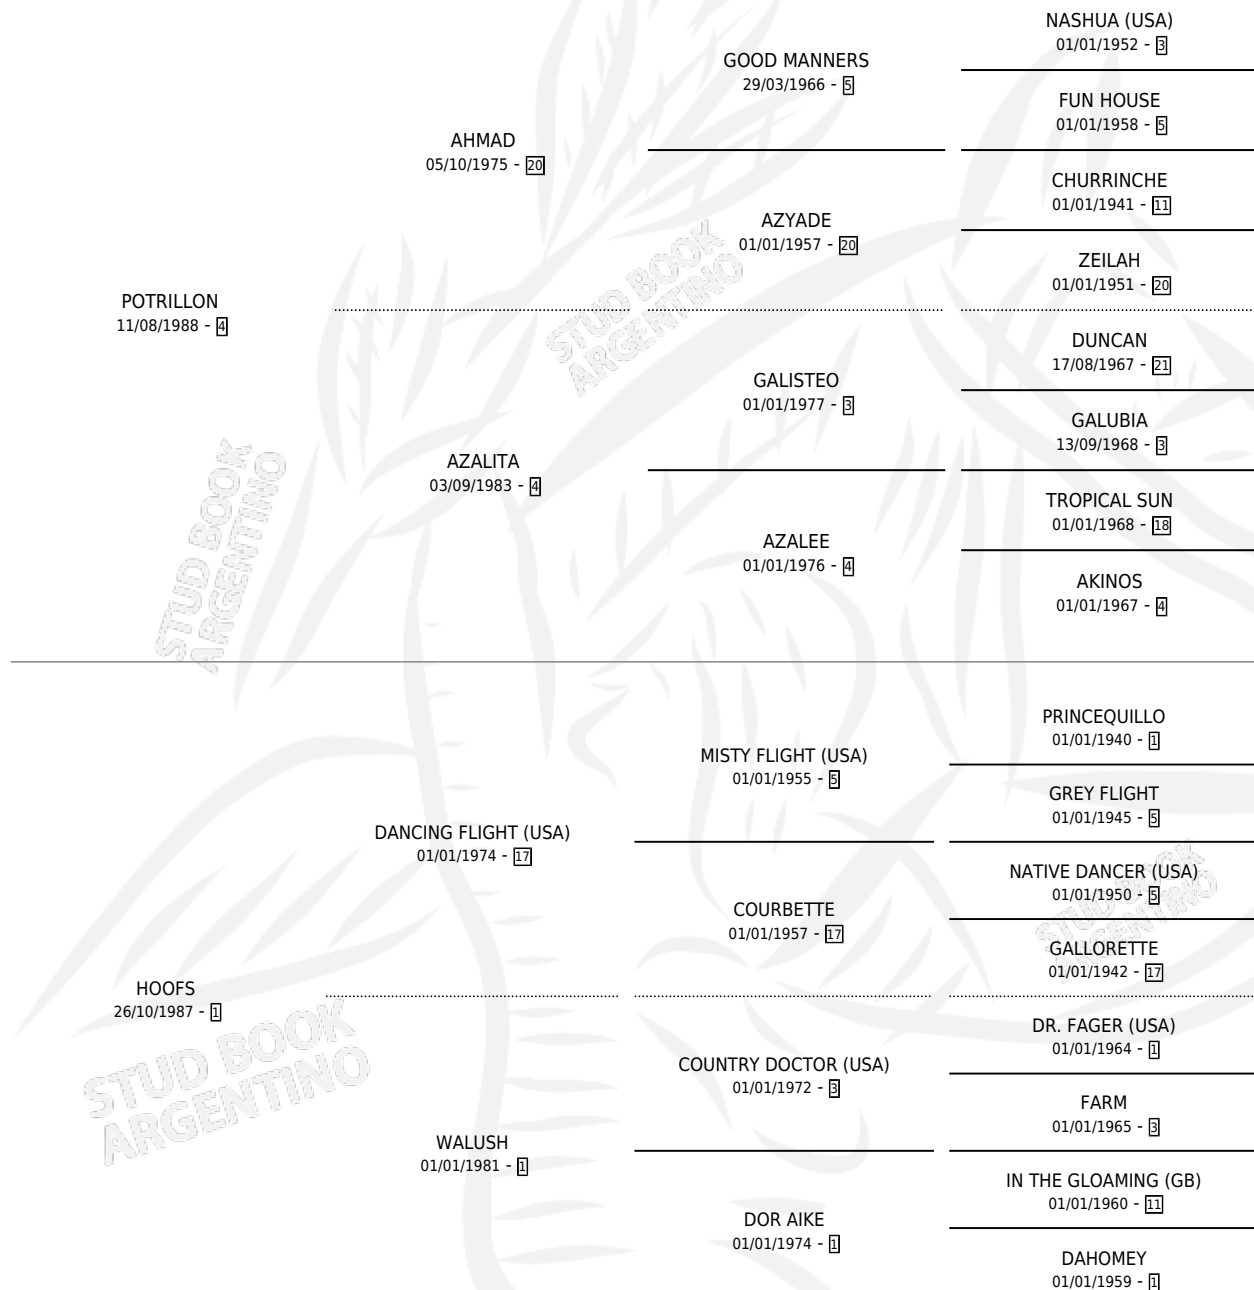 NASHUA (USA)
01/01/1952 - 3
GOOD MANNERS
29/03/1966 - 5
FUN HOUSE
01/01/1958 - 5
AHMAD
05/10/1975 - 20
CHURRINCHE
01/01/1941 - 11
AZYADE
01/01/1957 - 20
ZEILAH
01/01/1951 - 20
POTRILLON
11/08/1988 - 4
DUNCAN
17/08/1967 - 21
GALISTEO
01/01/1977 - 3
GALUBIA
13/09/1968 - 3
AZALITA
03/09/1983 - 4
TROPICAL SUN
01/01/1968 - 18
AZALEE
01/01/1976 - 4
AKINOS
01/01/1967 - 4
PRINCEQUILLO
01/01/1940 - 1
MISTY FLIGHT (USA)
01/01/1955 - 5
GREY FLIGHT
01/01/1945 - 5
DANCING FLIGHT (USA)
01/01/1974 - 17
NATIVE DANCER (USA)
01/01/1950 - 5
COURBETTE
01/01/1957 - 17
GALLORETTE
01/01/1942 - 17
HOOFS
26/10/1987 - 1
DR. FAGER (USA)
01/01/1964 - 1
COUNTRY DOCTOR (USA)
01/01/1972 - 3
FARM
01/01/1965 - 3
WALUSH
01/01/1981 - 1
IN THE GLOAMING (GB)
01/01/1960 - 11
DOR AIKE
01/01/1974 - 1
DAHOMEY
01/01/1959 - 1
STUD BOOK
ARGENTINO
STUD BOOK
ARGENTINO
STUD BOOK
ARGENTINO
STUD BOOK
ARGENTINO